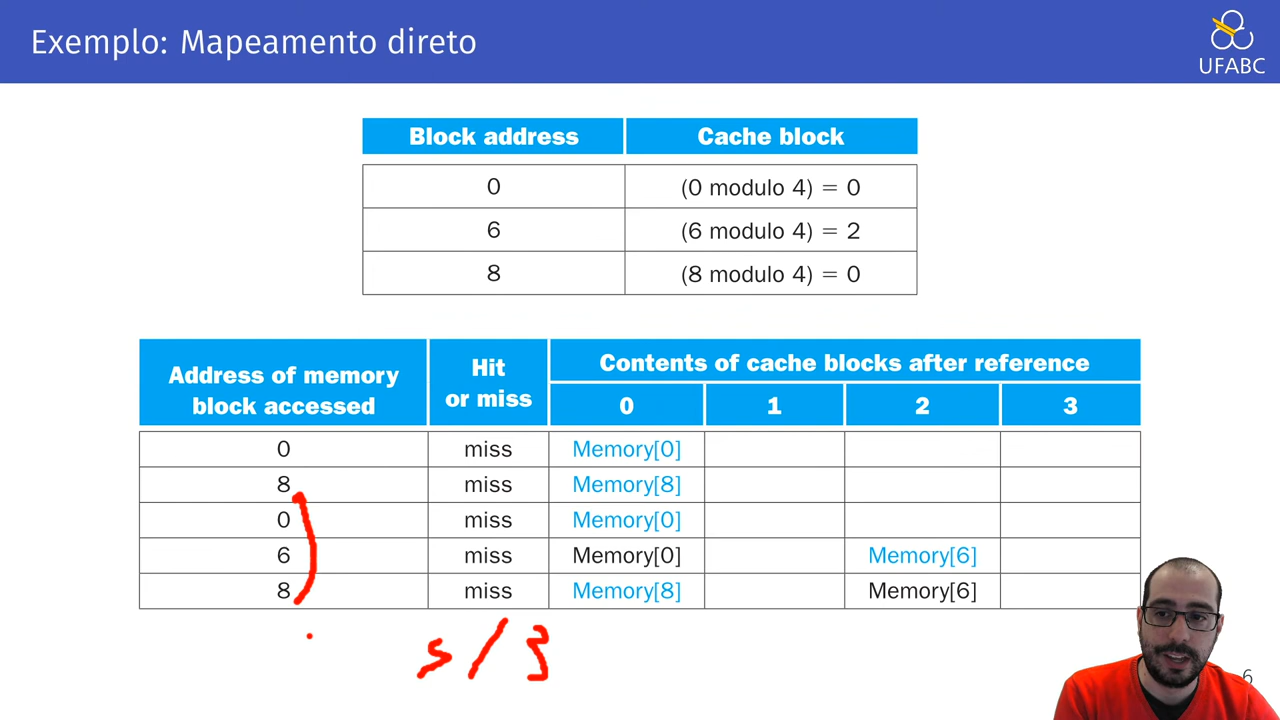 Exemplo: Mapeamento direto
UFABC
Block address Cache block
0 (0 modulo 4) = 0
6 (6 modulo 4) = 2
8 (8 modulo 4) = 0
Address of memory block accessed Hit or miss Contents of cache blocks after reference
0 1 2 3
0 miss Memory[0]
8 miss Memory[8]
0 miss Memory[0]
6 miss Memory[0] Memory[6]
8 miss Memory[8] Memory[6]
6